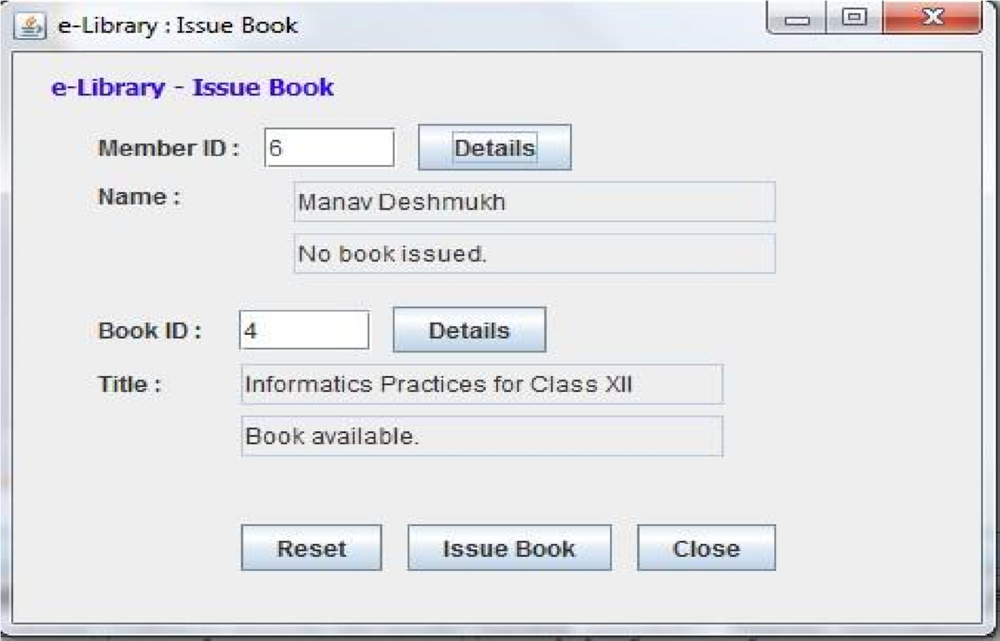 e-Library : Issue Book
e-Library - Issue Book
Member ID : 6 Details
Name : Manav Deshmukh
No book issued.
Book ID : 4 Details
Title : Informatics Practices for Class XII
Book available.
Reset Issue Book Close